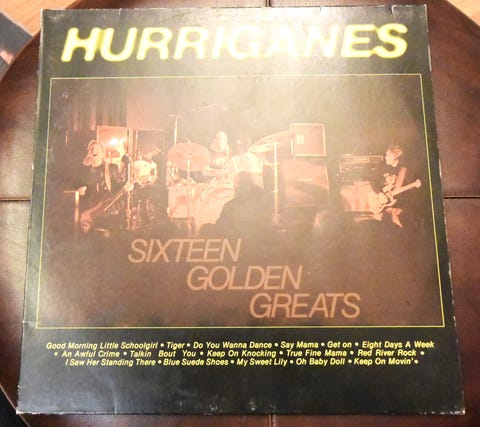 HURRIGANES
SIXTEEN
GOLDEN
GREATS
Good Morning Little Schoolgirl • Tiger • Do You Wanna Dance • Say Mama • Get on • Eight Days A Week
• An Awful Crime • Talkin Bout You • Keep On Knocking • True Fine Mama • Red River Rock •
I Saw Her Standing There • Blue Suede Shoes • My Sweet Lily • Oh Baby Doll • Keep On Movin' •